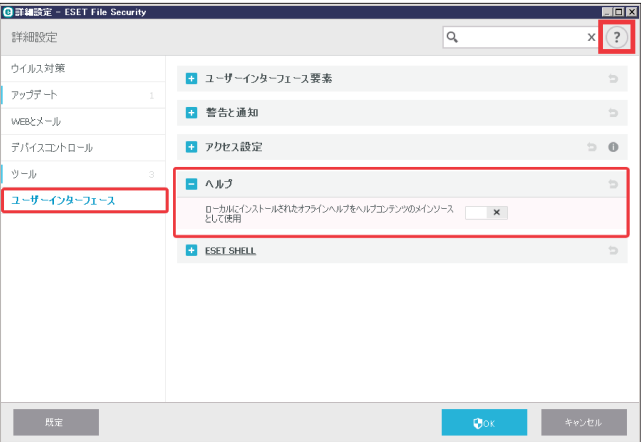 詳細設定 - ESET File Security
詳細設定
x
?
ウイルス対策
アップデート 1
WEBとメール
デバイスコントロール
ツール 3
ユーザーインターフェース
ユーザーインターフェース要素
警告と通知
アクセス設定
ヘルプ
ローカルにインストールされたオフラインヘルプをヘルプコンテンツのメインソース
として使用
ESET SHELL
既定
OK
キャンセル